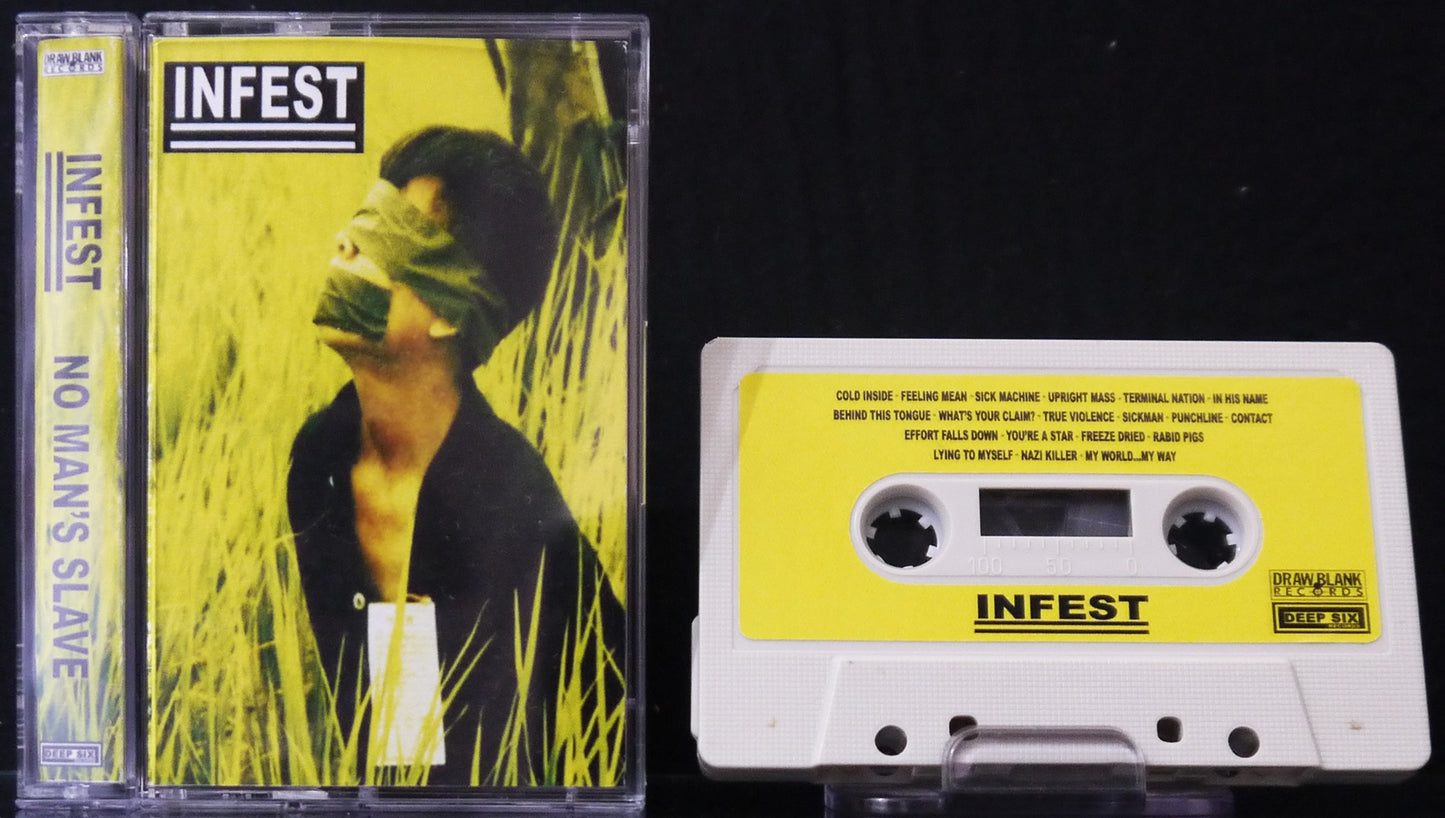 DRAW BLANK
RECORDS
INFEST NO MAN'S SLAVE
DEEP SIX
INFEST
COLD INSIDE - FEELING MEAN - SICK MACHINE - UPRIGHT MASS - TERMINAL NATION - IN HIS NAME
BEHIND THIS TONGUE - WHAT'S YOUR CLAIM? - TRUE VIOLENCE - SICKMAN - PUNCHLINE - CONTACT
EFFORT FALLS DOWN - YOU'RE A STAR - FREEZE DRIED - RABID PIGS
LYING TO MYSELF - NAZI KILLER - MY WORLD...MY WAY
100 50 0
INFEST
DRAW BLANK
RECORDS
DEEP SIX
RECORDS